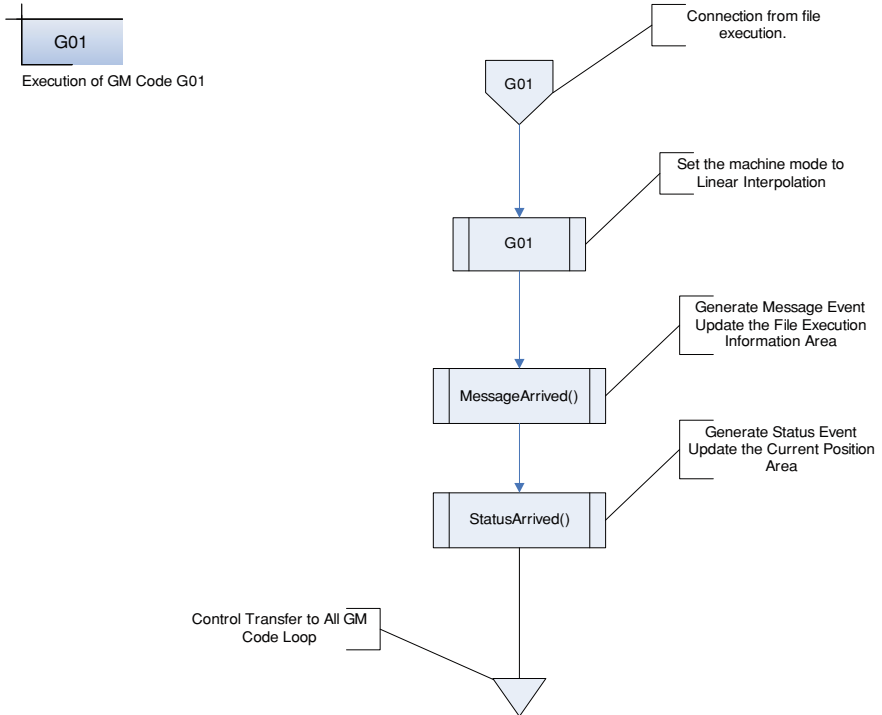 G01
Execution of GM Code G01
Connection from file
execution.
G01
Set the machine mode to
Linear Interpolation
G01
Generate Message Event
Update the File Execution
Information Area
MessageArrived()
Generate Status Event
Update the Current Position
Area
StatusArrived()
Control Transfer to All GM
Code Loop